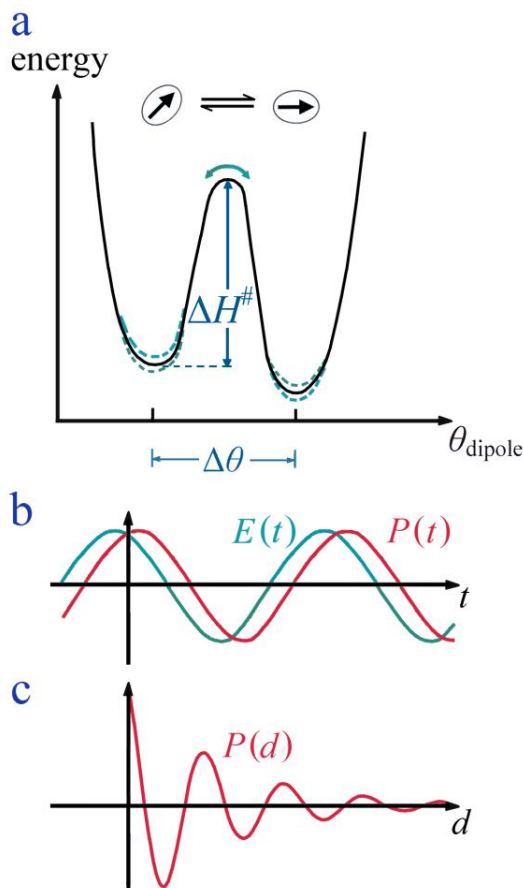 a
energy
ΔH#
θdipole
Δθ
b
E(t) P(t)
t
c
P(d)
d